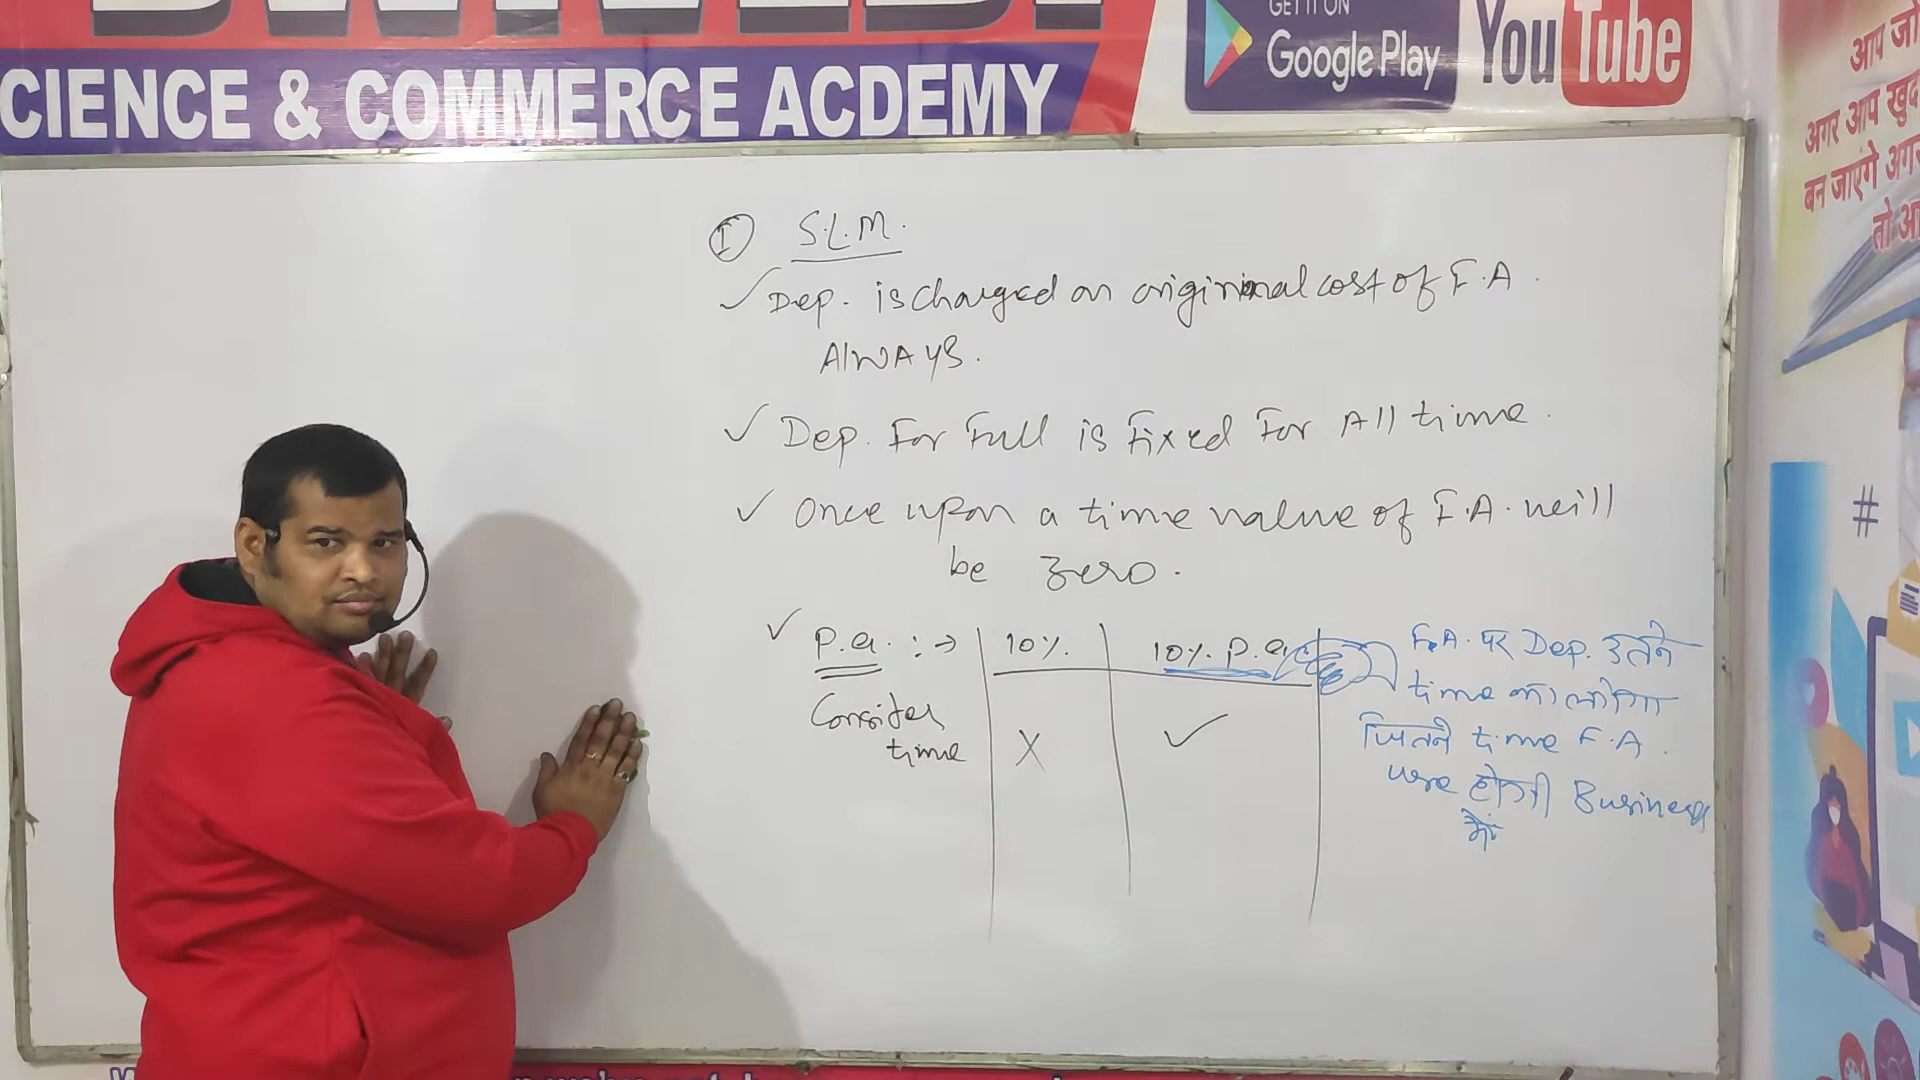 CIENCE & COMMERCE ACDEMY
GET IT ON
Google Play
YouTube
आप जो
अगर आप खुद
बन जाएंगे अगर
तो आ
#
I S.L.M.
✓ Dep. is charged on original cost of F.A.
AlWAYS.
✓ Dep. For Full is Fixed For All time.
✓ Once upon a time value of F.A. will
be zero.
✓ P.a. :→ 10%. 10%. P.a.
Consider
time X ✓
F.A. पर Dep. उतने
time का लगेगा
जितने time F.A.
use होगी Business
में